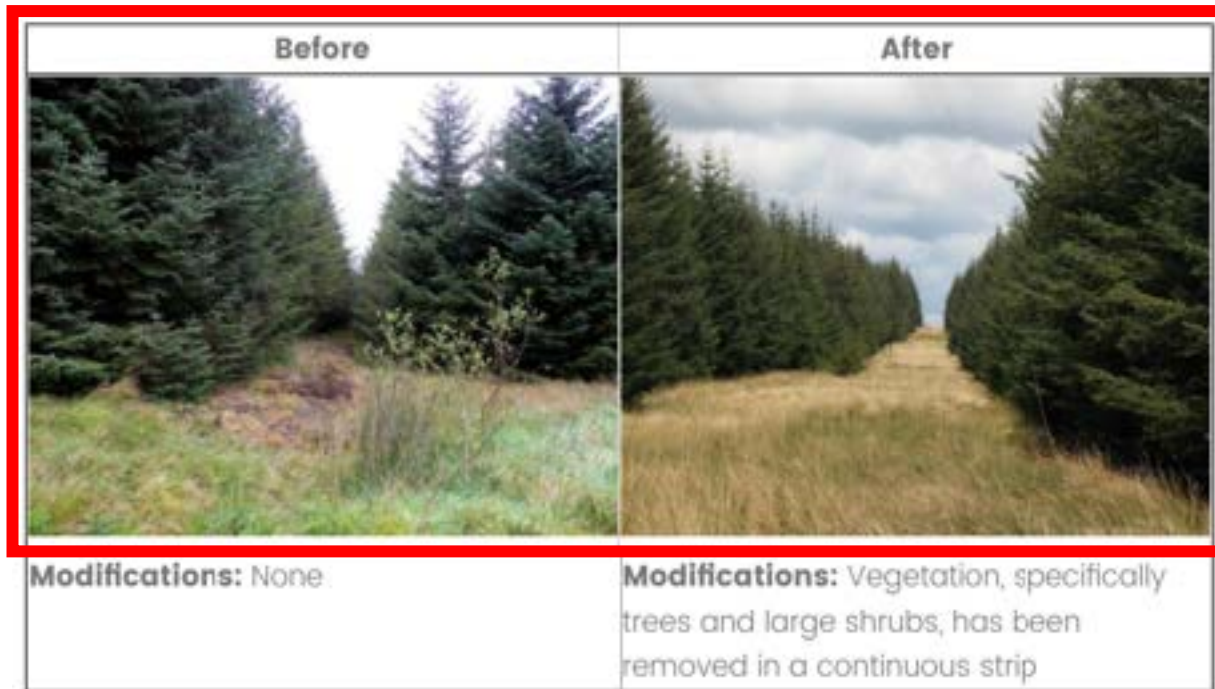 Before
After
Modifications: None
Modifications: Vegetation, specifically
trees and large shrubs, has been
removed in a continuous strip